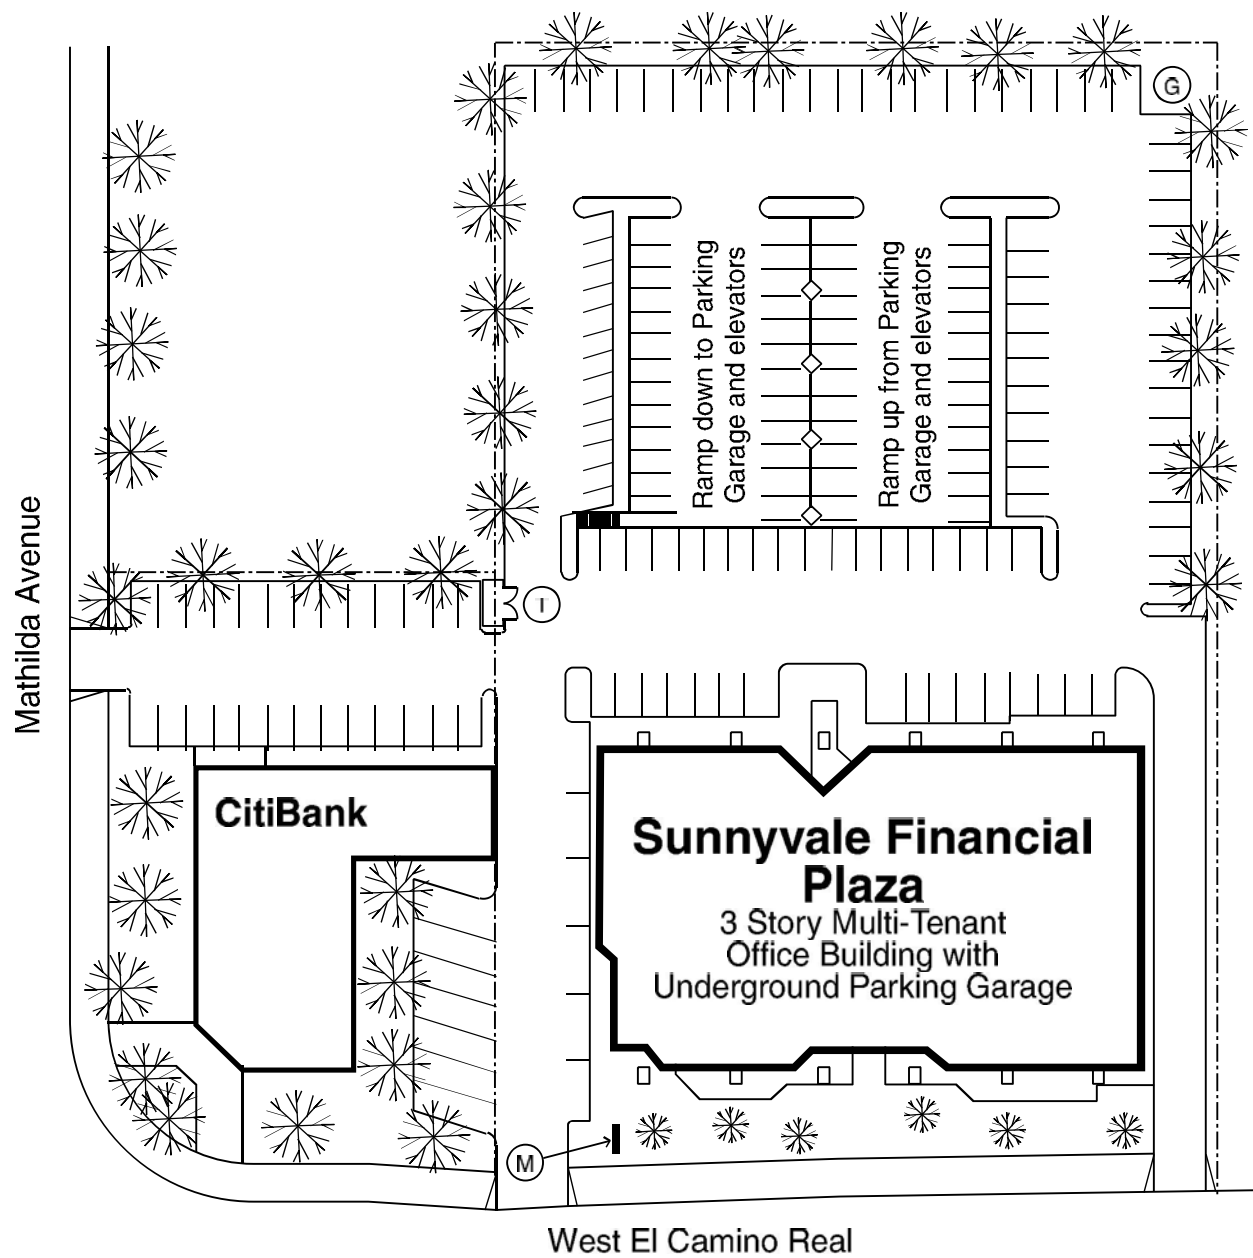 G
Ramp down to Parking
Garage and elevators
Ramp up from Parking
Garage and elevators
Mathilda Avenue
T
CitiBank
Sunnyvale Financial
Plaza
3 Story Multi-Tenant
Office Building with
Underground Parking Garage
M
West El Camino Real